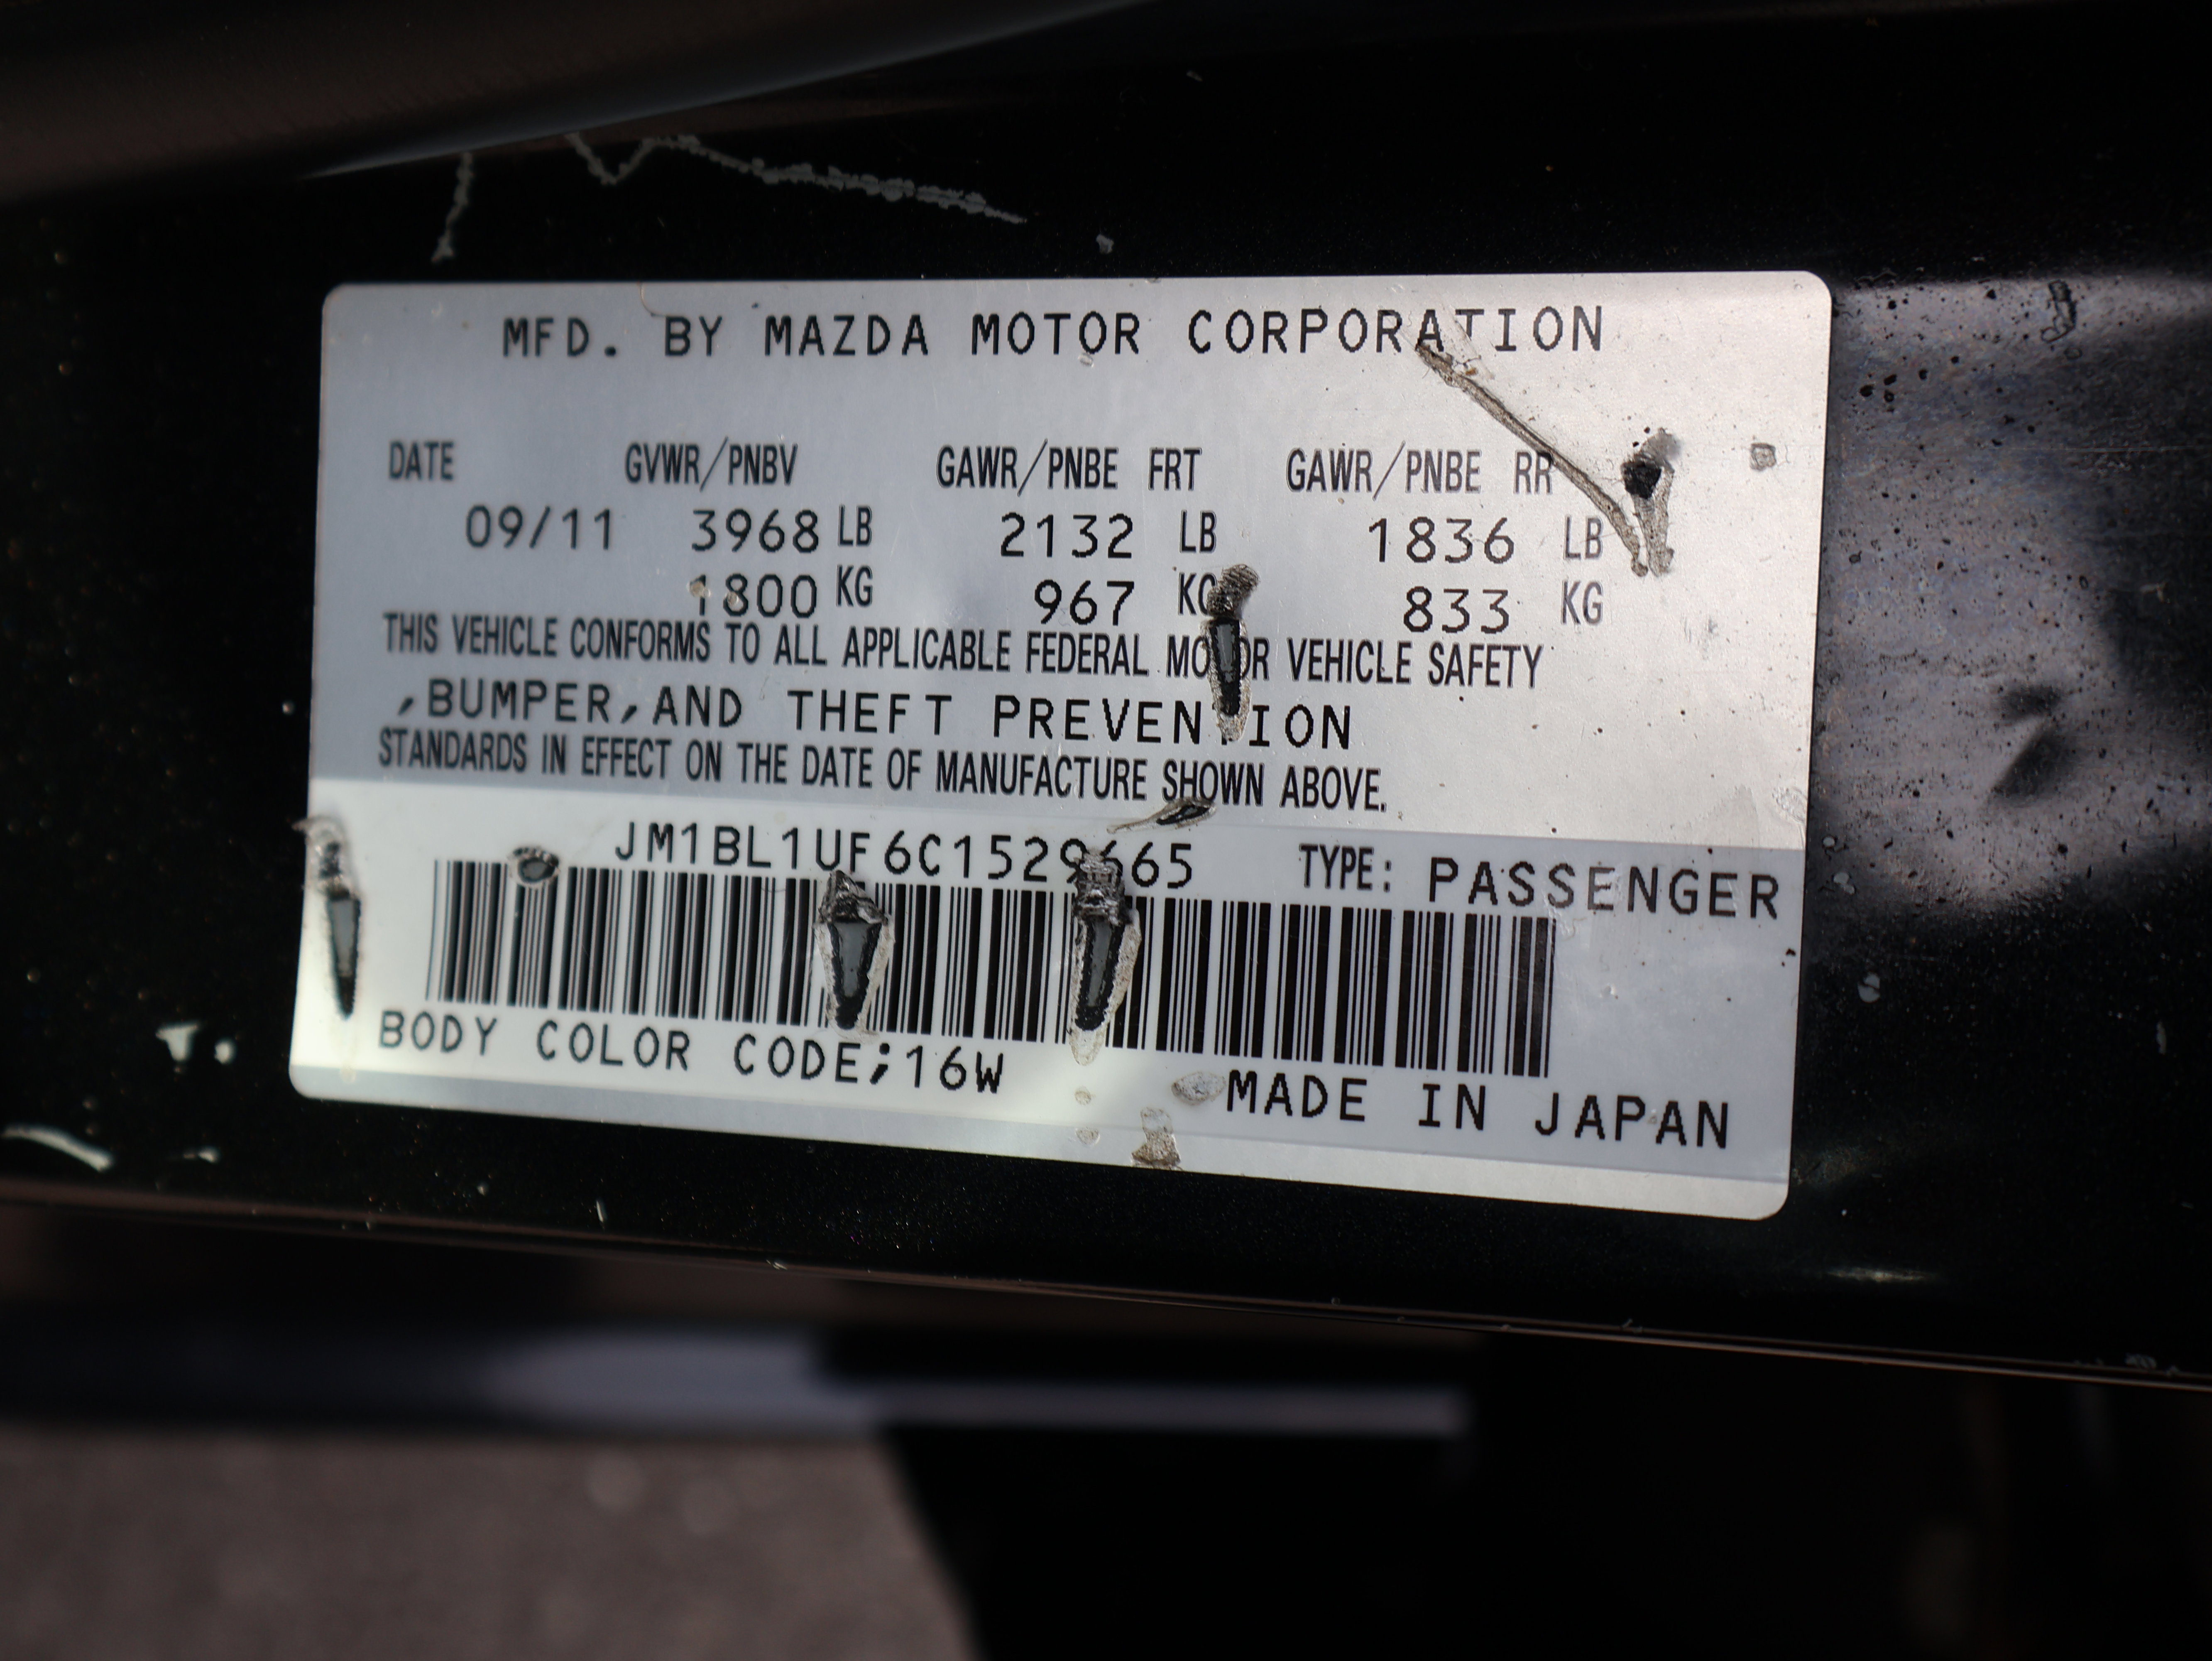 MFD. BY MAZDA MOTOR CORPORATION
DATE GVWR/PNBV GAWR/PNBE FRT GAWR/PNBE RR
09/11 3968 LB 2132 LB 1836 LB
1800 KG 967 KG 833 KG
THIS VEHICLE CONFORMS TO ALL APPLICABLE FEDERAL MOTOR VEHICLE SAFETY
,BUMPER,AND THEFT PREVENTION
STANDARDS IN EFFECT ON THE DATE OF MANUFACTURE SHOWN ABOVE.
TYPE: PASSENGER
BODY COLOR CODE;16W
MADE IN JAPAN